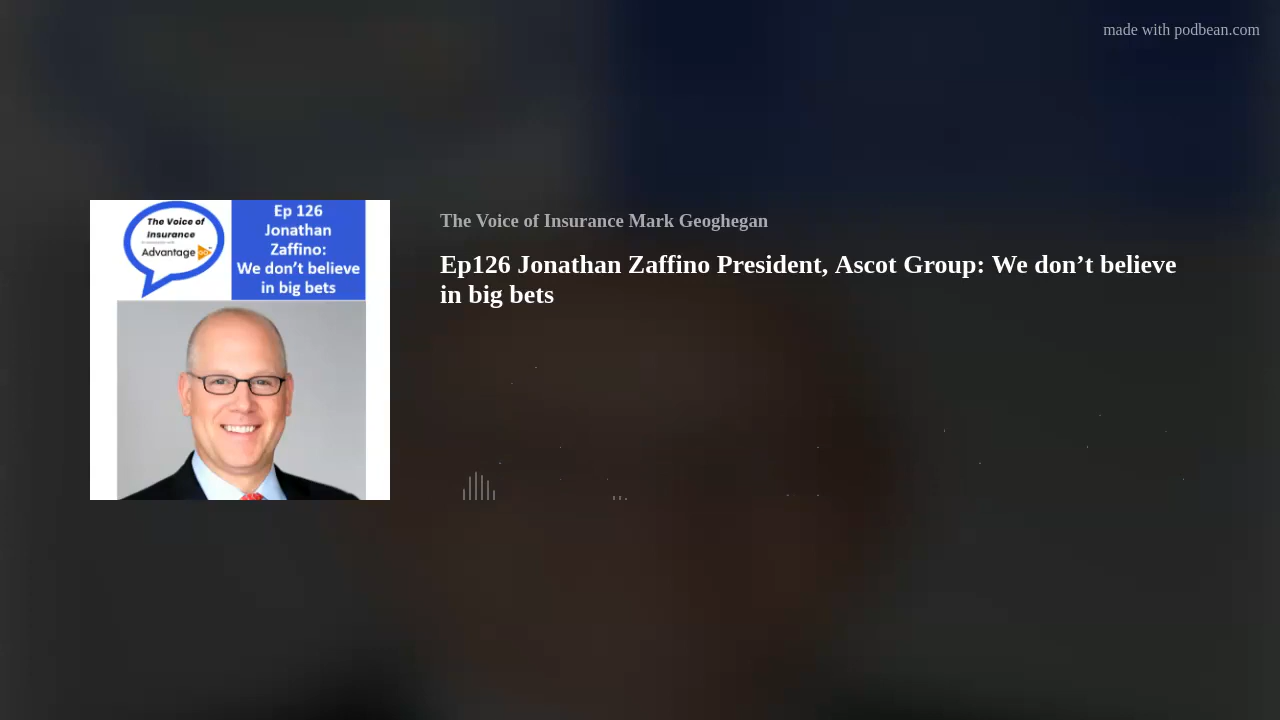 made with podbean.com
The Voice of
Insurance
Advantage
Ep 126
Jonathan
Zaffino:
We don't believe
in big bets
The Voice of Insurance Mark Geoghegan
Ep126 Jonathan Zaffino President, Ascot Group: We don’t believe
in big bets